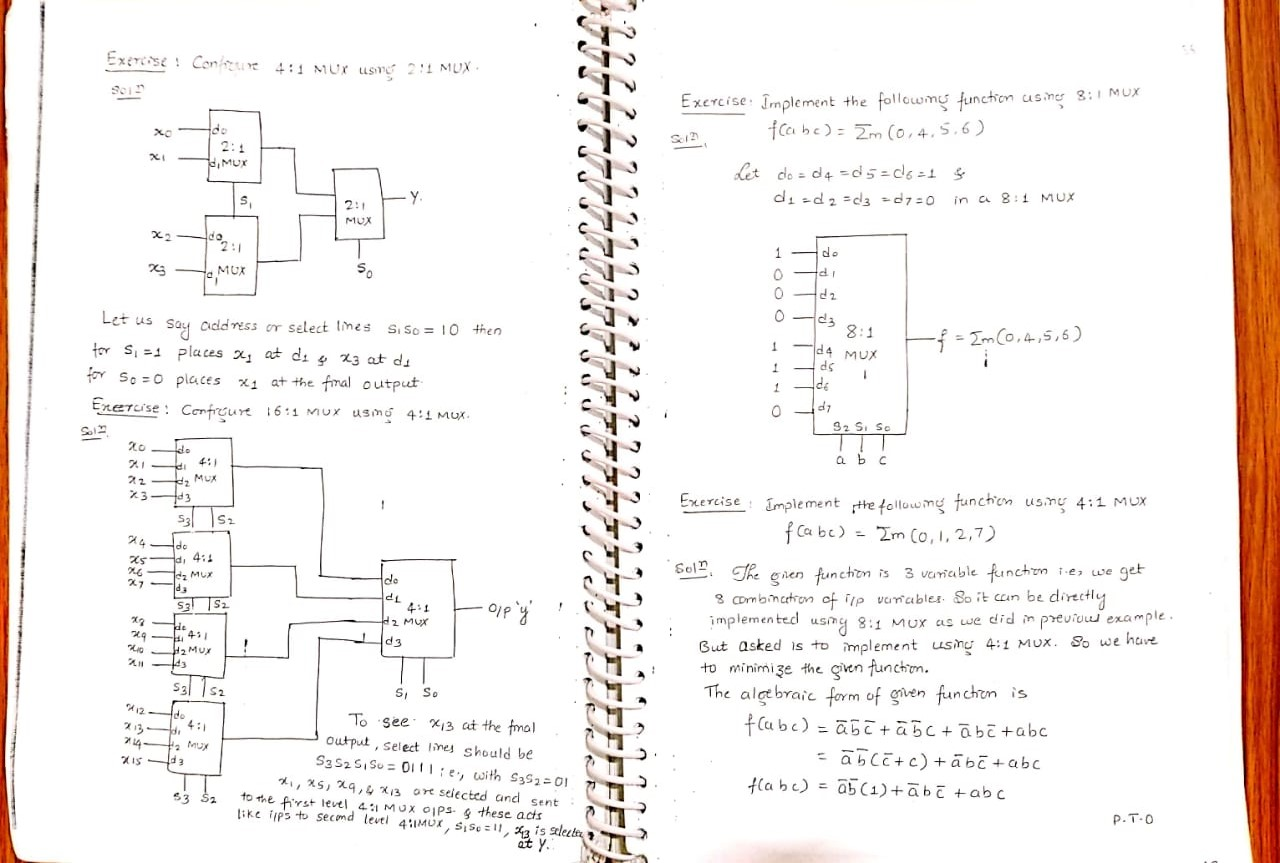 Exercise : Configure 4:1 MUX using 2:1 MUX.
Solⁿ
x0
x1
d0
2:1
d1 MUX
S1
x2
x3
d0
2:1
MUX
d1
2:1
MUX
Y.
S0
Let us say address or select lines S1S0 = 10 then
for S1 = 1 places x1 at d1 & x3 at d1
for S0 = 0 places x1 at the final output
Exercise : Configure 16:1 MUX using 4:1 MUX.
Solⁿ
x0
x1
x2
x3
d0
d1 4:1
d2 MUX
d3
S3 S2
x4
x5
x6
x7
d0
d1 4:1
d2 MUX
d3
S3 S2
x8
x9
x10
x11
d0
d1 4:1
d2 MUX
d3
S3 S2
x12
x13
x14
x15
d0
d1 4:1
d2 MUX
d3
S3 S2
d0
d1
4:1
d2 MUX
d3
S1 S0
O/p 'y'
To see x13 at the final
output, select lines should be
S3S2S1S0 = 0111 i.e., with S3S2 = 01
x1, x5, x9, & x13 are selected and sent
to the first level 4:1 MUX o/ps. & these acts
like i/ps to second level 4:1MUX, S1S0 = 11, x13 is selected
at Y.
Exercise: Implement the following function using 8:1 MUX
Solⁿ, f(abc) = Σm (0,4,5,6)
Let d0 = d4 = d5 = d6 = 1 &
d1 = d2 = d3 = d7 = 0 in a 8:1 MUX
1 d0
0 d1
0 d2
0 d3
8:1
MUX
1 d4
1 d5
1 d6
0 d7
S2 S1 S0
a b c
f = Σm(0,4,5,6)
Exercise : Implement the following function using 4:1 MUX
f(abc) = Σm (0,1,2,7)
Solⁿ. The given function is 3 variable function i.e, we get
8 combination of i/p variables. So it can be directly
implemented using 8:1 MUX as we did in previous example.
But asked is to implement using 4:1 MUX. So we have
to minimize the given function.
The algebraic form of given function is
f(abc) = a̅b̅c̅ + a̅b̅c + a̅bc̅ + abc
= a̅b̅(c̅+c) + a̅bc̅ + abc
f(abc) = a̅b̅(1) + a̅bc̅ + abc
P.T.O